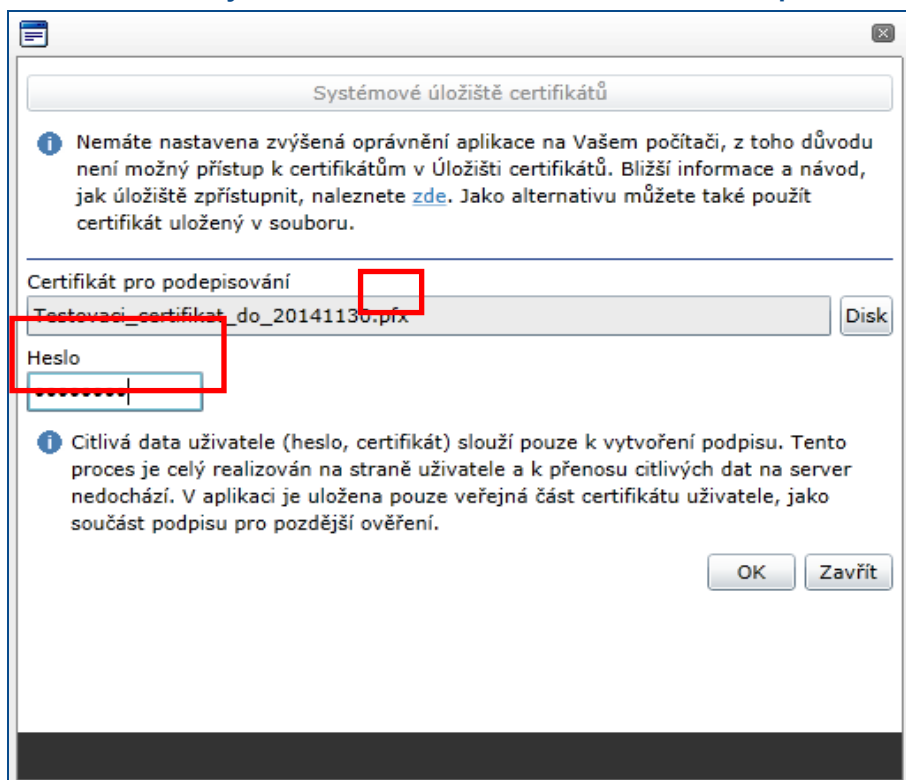 Systémové úložiště certifikátů
Nemáte nastavena zvýšená oprávnění aplikace na Vašem počítači, z toho důvodu
není možný přístup k certifikátům v Úložišti certifikátů. Bližší informace a návod,
jak úložiště zpřístupnit, naleznete zde. Jako alternativu můžete také použít
certifikát uložený v souboru.
Certifikát pro podepisování
Testovaci_certifikat_do_20141130.pfx
Disk
Heslo
Citlivá data uživatele (heslo, certifikát) slouží pouze k vytvoření podpisu. Tento
proces je celý realizován na straně uživatele a k přenosu citlivých dat na server
nedochází. V aplikaci je uložena pouze veřejná část certifikátu uživatele, jako
součást podpisu pro pozdější ověření.
OK Zavřít